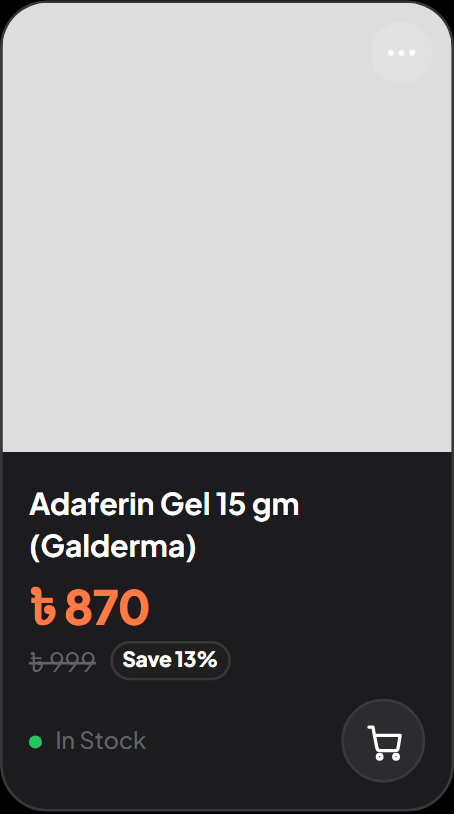 Adaferin Gel 15 gm
(Galderma)
৳ 870
৳ 999 Save 13%
In Stock